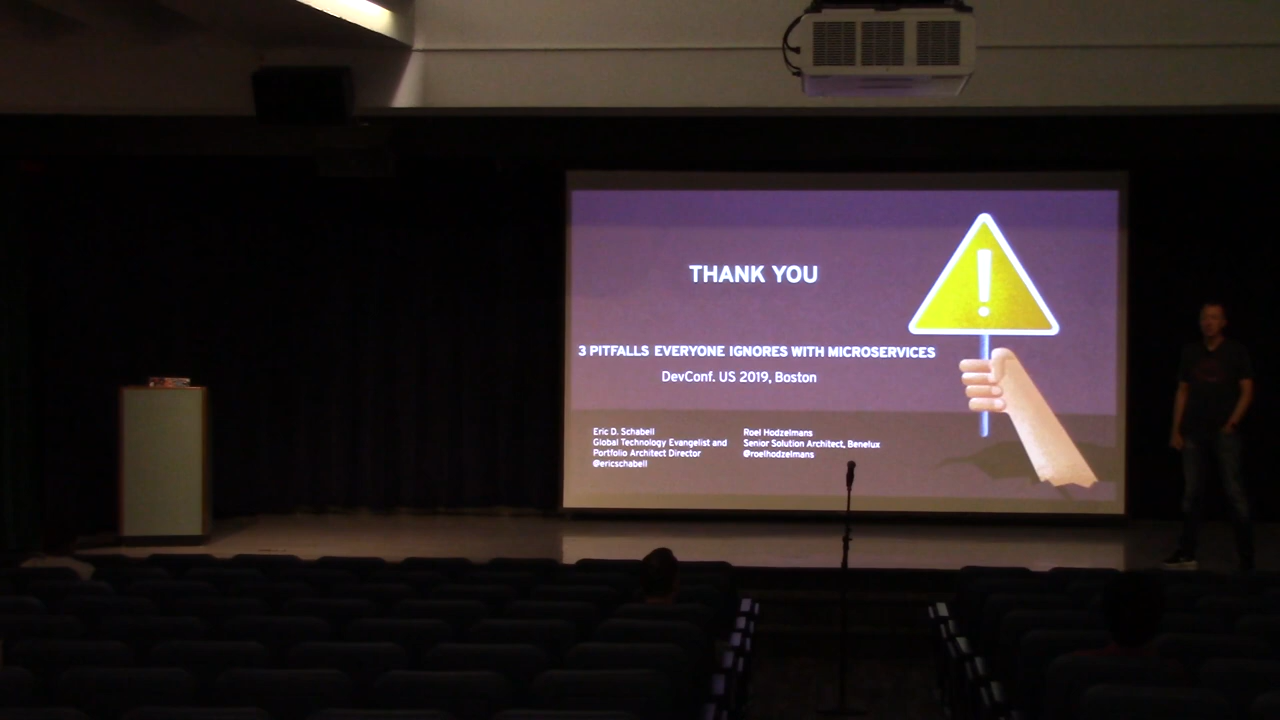 THANK YOU
3 PITFALLS EVERYONE IGNORES WITH MICROSERVICES
DevConf. US 2019, Boston
Eric D. Schabell
Global Technology Evangelist and
Portfolio Architect Director
@ericschabell
Roel Hodzelmans
Senior Solution Architect, Benelux
@roelhodzelmans
!